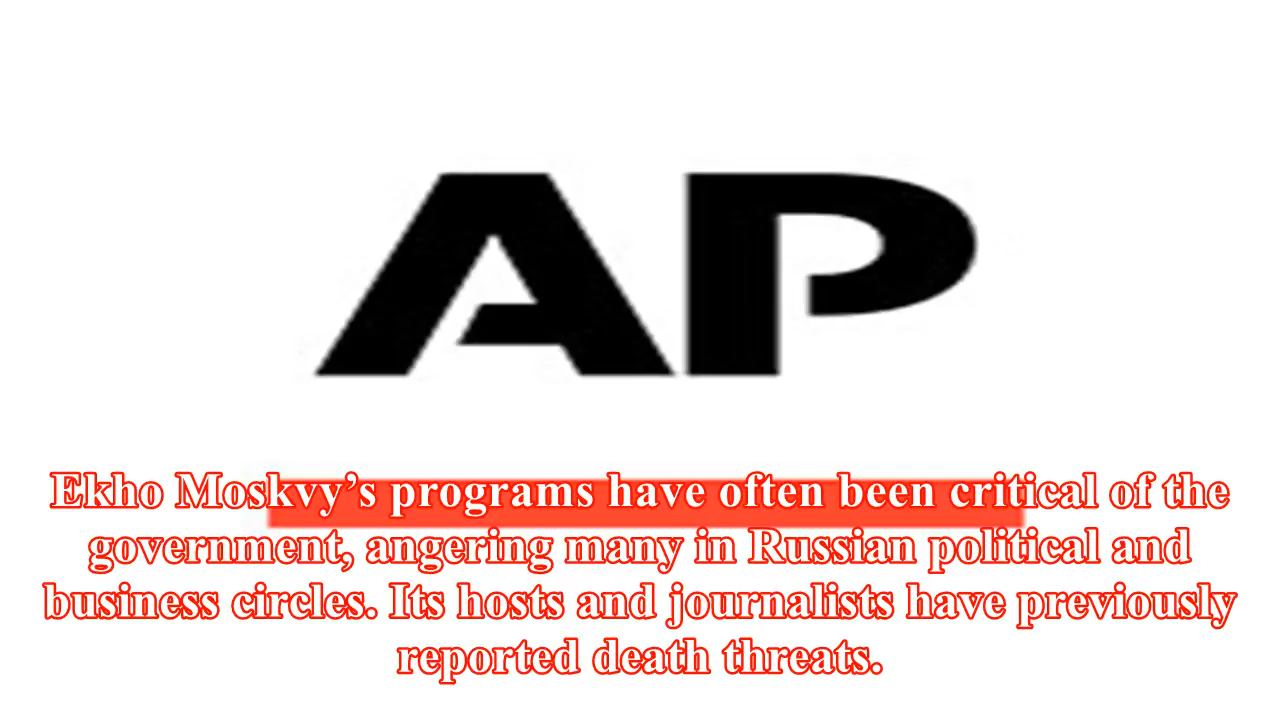 AP
Ekho Moskvy’s programs have often been critical of the
government, angering many in Russian political and
business circles. Its hosts and journalists have previously
reported death threats.